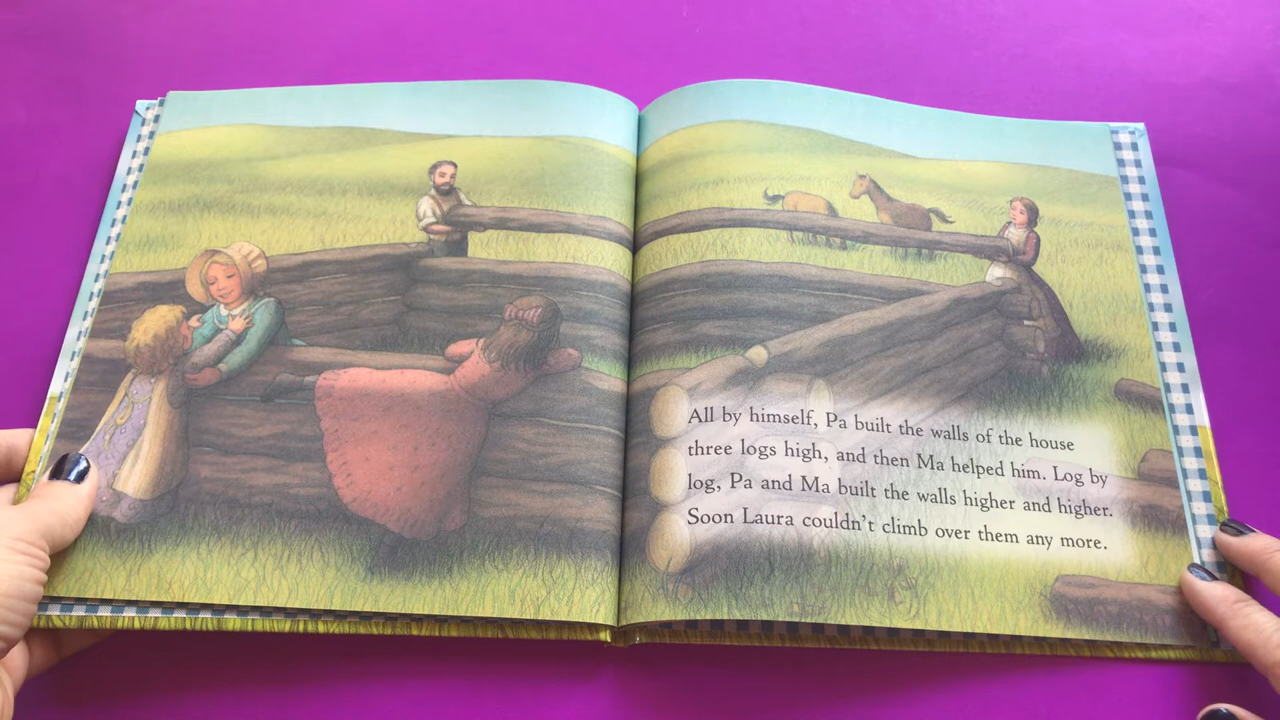 All by himself, Pa built the walls of the house
three logs high, and then Ma helped him. Log by
log, Pa and Ma built the walls higher and higher.
Soon Laura couldn't climb over them any more.